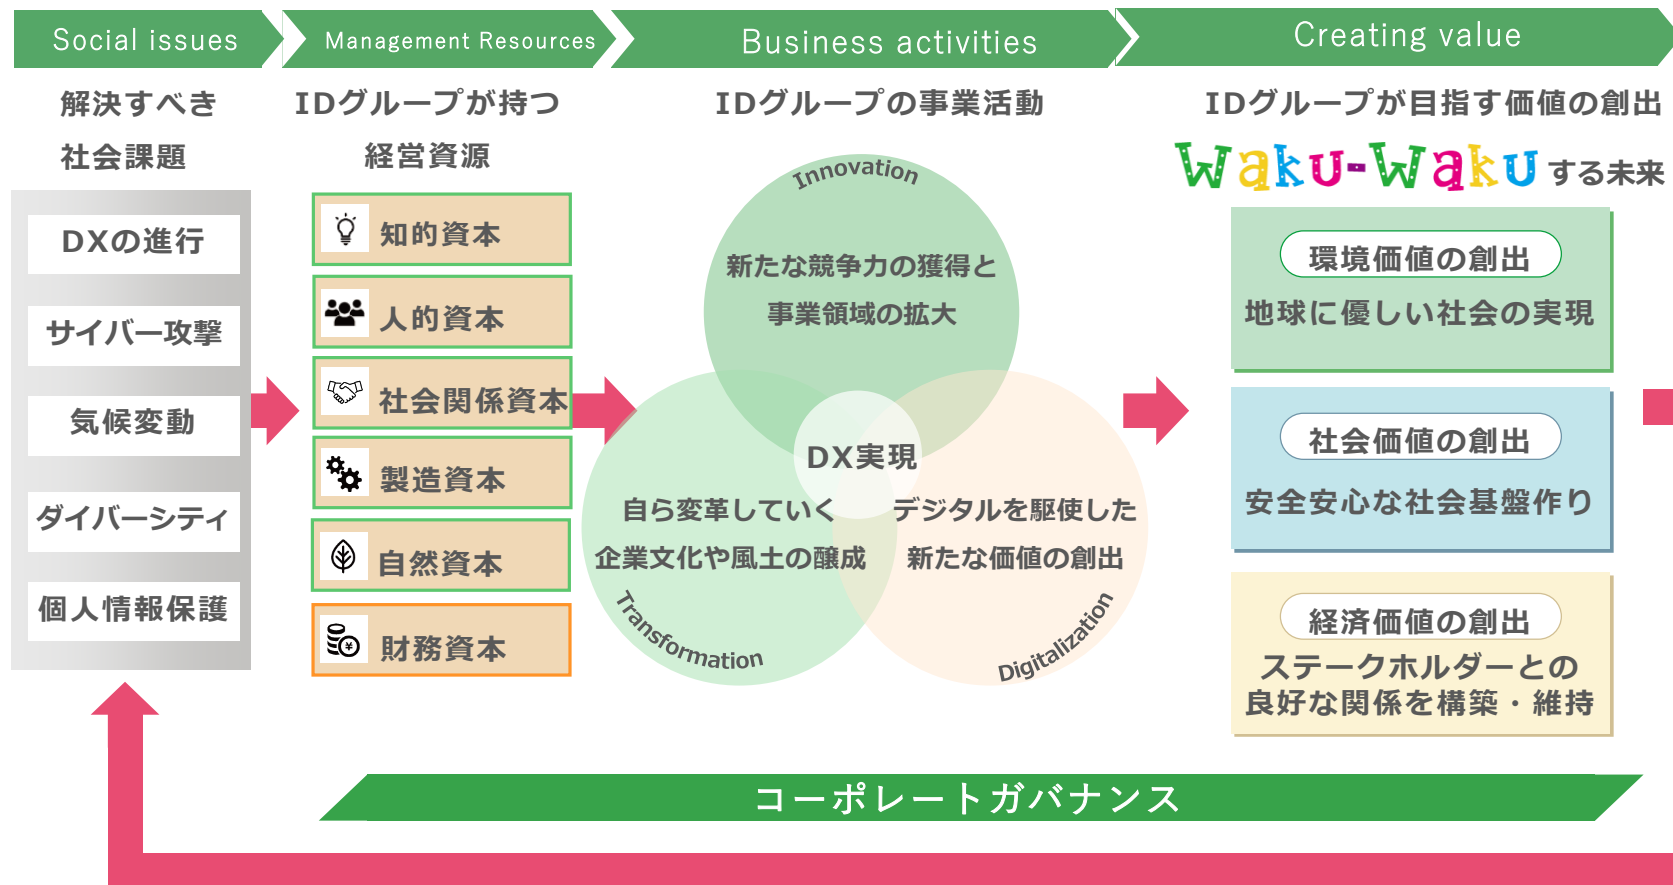 Social issues
Management Resources
Business activities
Creating value
解決すべき
社会課題
DXの進行
サイバー攻撃
気候変動
ダイバーシティ
個人情報保護
IDグループが持つ
経営資源
知的資本
人的資本
社会関係資本
製造資本
自然資本
財務資本
IDグループの事業活動
Innovation
新たな競争力の獲得と
事業領域の拡大
DX実現
自ら変革していく
企業文化や風土の醸成
Transformation
デジタルを駆使した
新たな価値の創出
Digitalization
IDグループが目指す価値の創出
Waku-Wakuする未来
環境価値の創出
地球に優しい社会の実現
社会価値の創出
安全安心な社会基盤作り
経済価値の創出
ステークホルダーとの
良好な関係を構築・維持
コーポレートガバナンス